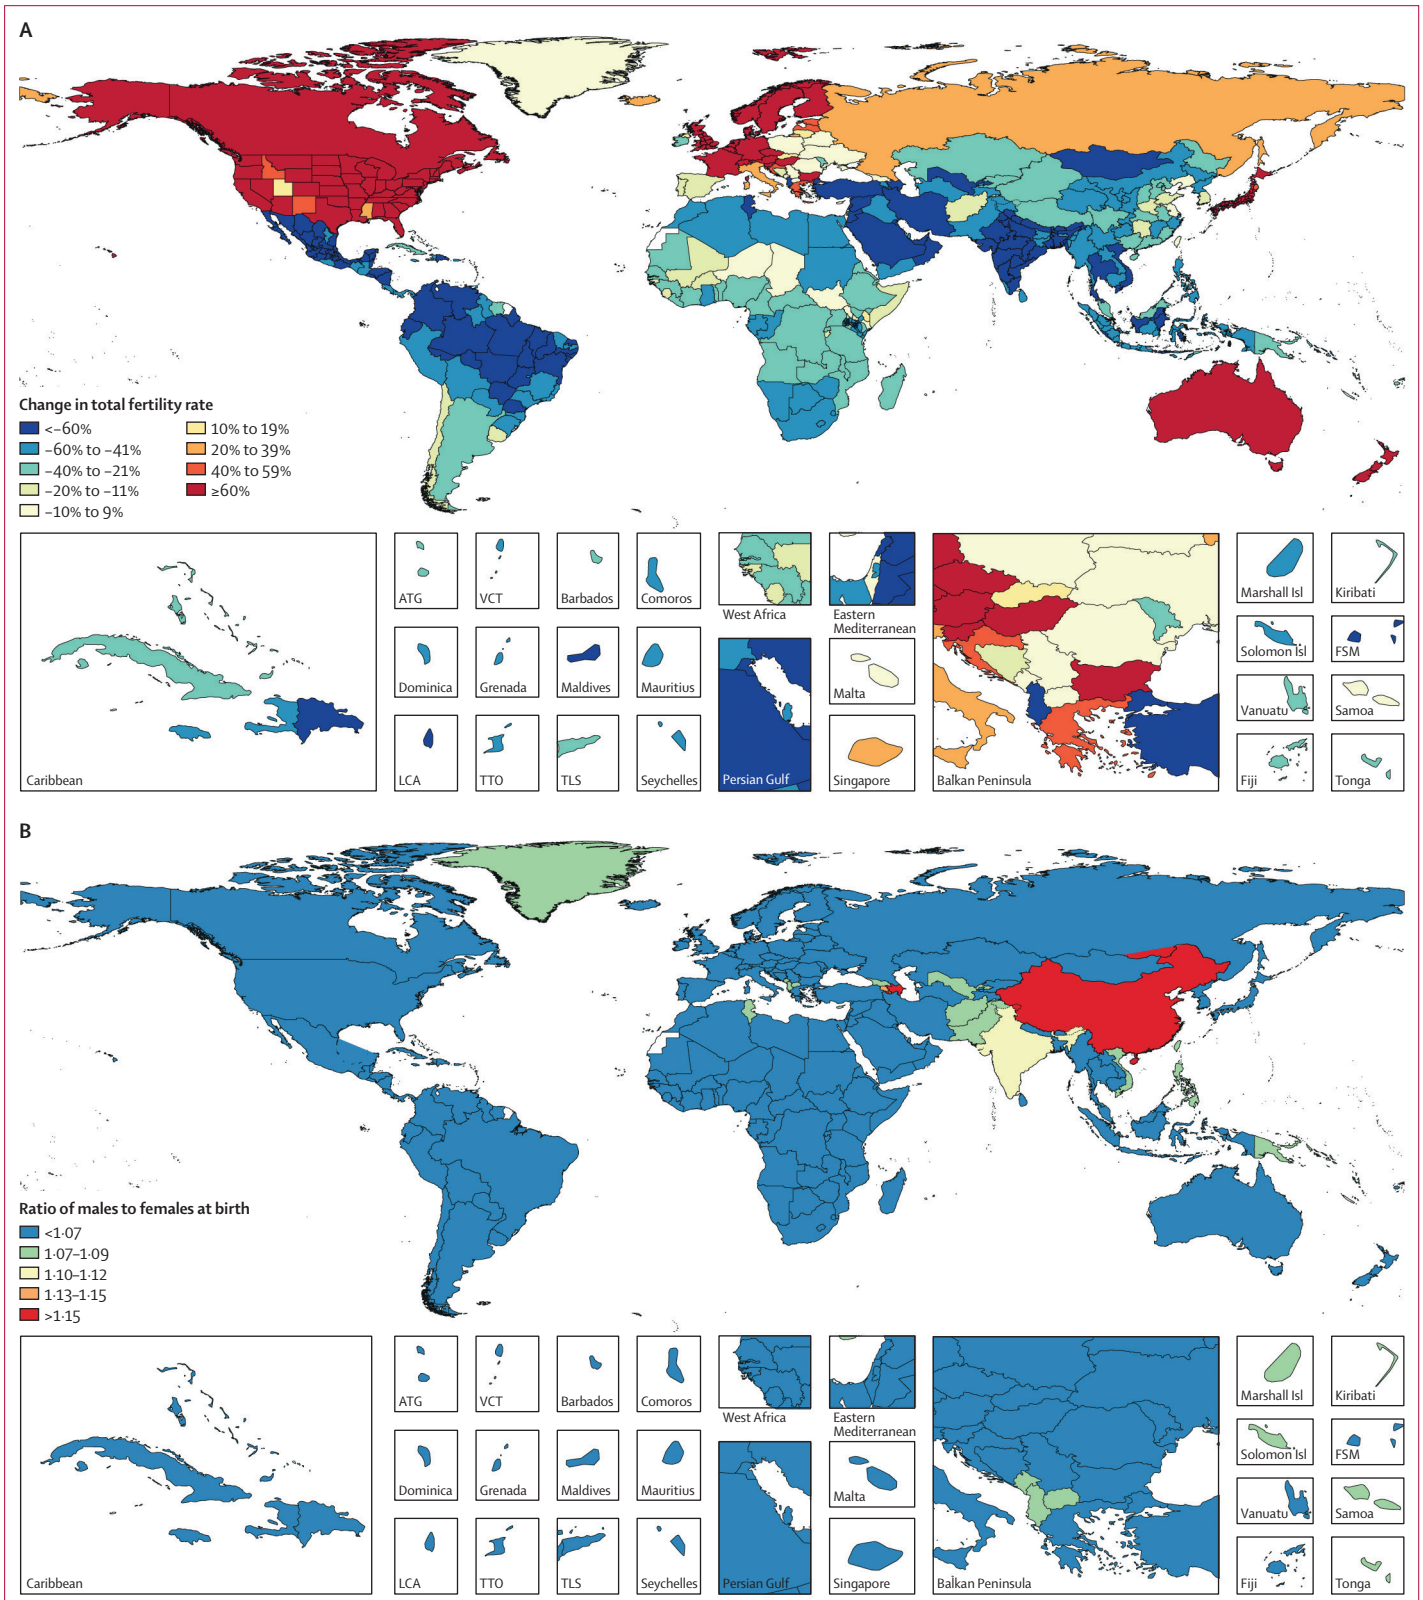 A
Change in total fertility rate
<–60%
–60% to –41%
–40% to –21%
–20% to –11%
–10% to 9%
10% to 19%
20% to 39%
40% to 59%
≥60%
Caribbean
ATG
VCT
Barbados
Comoros
Dominica
Grenada
Maldives
Mauritius
LCA
TTO
TLS
Seychelles
West Africa
Eastern
Mediterranean
Persian Gulf
Malta
Singapore
Balkan Peninsula
Marshall Isl
Kiribati
Solomon Isl
FSM
Vanuatu
Samoa
Fiji
Tonga
B
Ratio of males to females at birth
<1·07
1·07–1·09
1·10–1·12
1·13–1·15
>1·15
Caribbean
ATG
VCT
Barbados
Comoros
Dominica
Grenada
Maldives
Mauritius
LCA
TTO
TLS
Seychelles
West Africa
Eastern
Mediterranean
Persian Gulf
Malta
Singapore
Balkan Peninsula
Marshall Isl
Kiribati
Solomon Isl
FSM
Vanuatu
Samoa
Fiji
Tonga